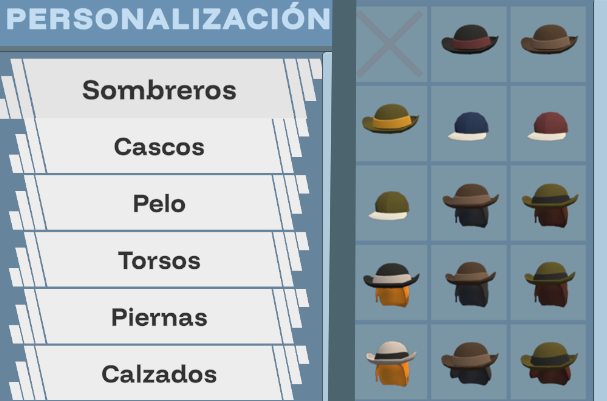 PERSONALIZACIÓN
Sombreros
Cascos
Pelo
Torsos
Piernas
Calzados